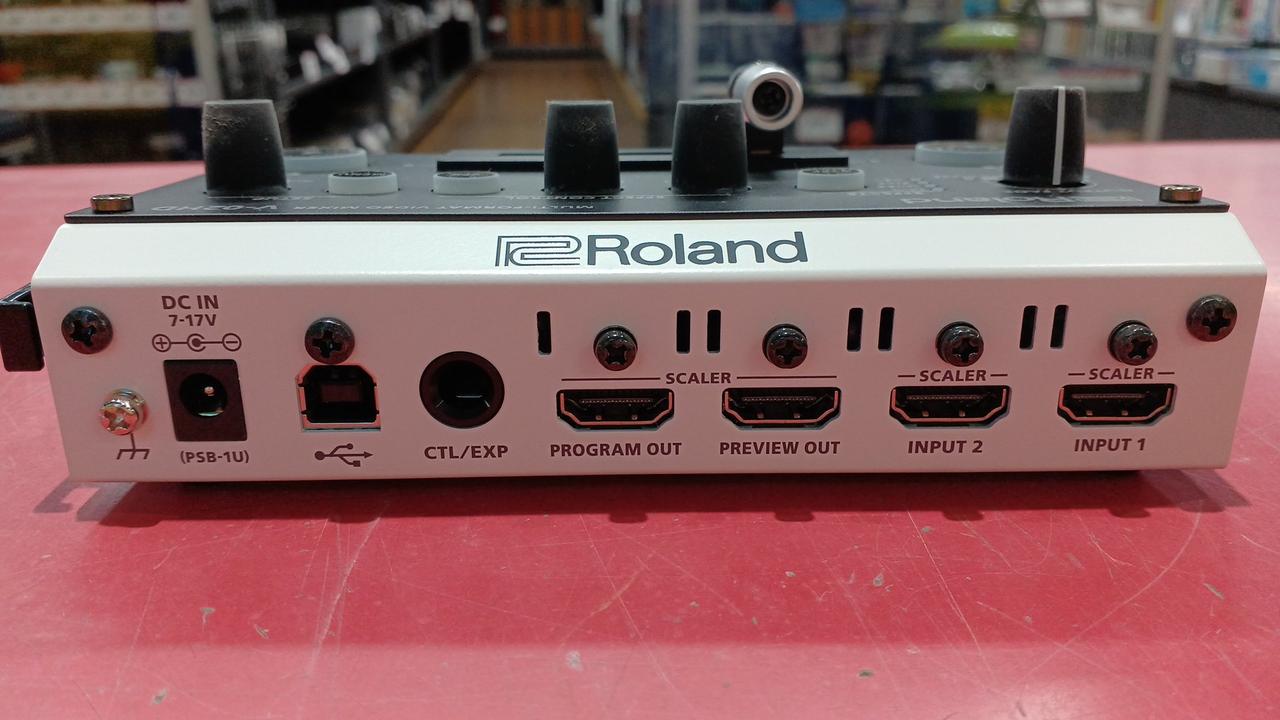 Roland
DC IN
7-17V
(PSB-1U)
CTL/EXP
SCALER
PROGRAM OUT
PREVIEW OUT
SCALER
INPUT 2
SCALER
INPUT 1